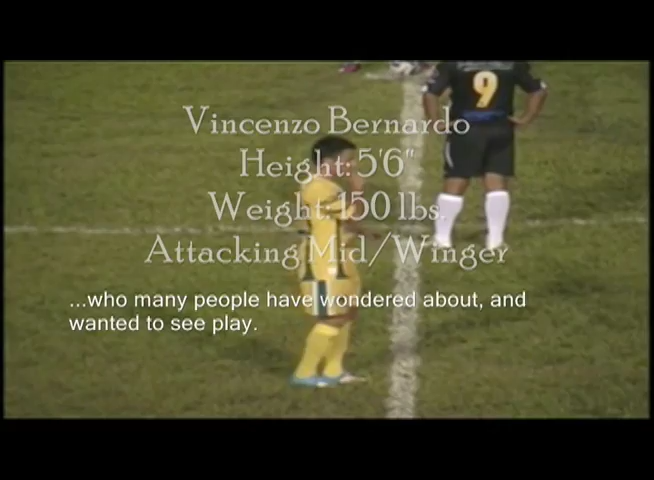 9
Vincenzo Bernardo
Height: 5'6"
Weight: 150 lbs.
Attacking Mid/Winger
...who many people have wondered about, and
wanted to see play.